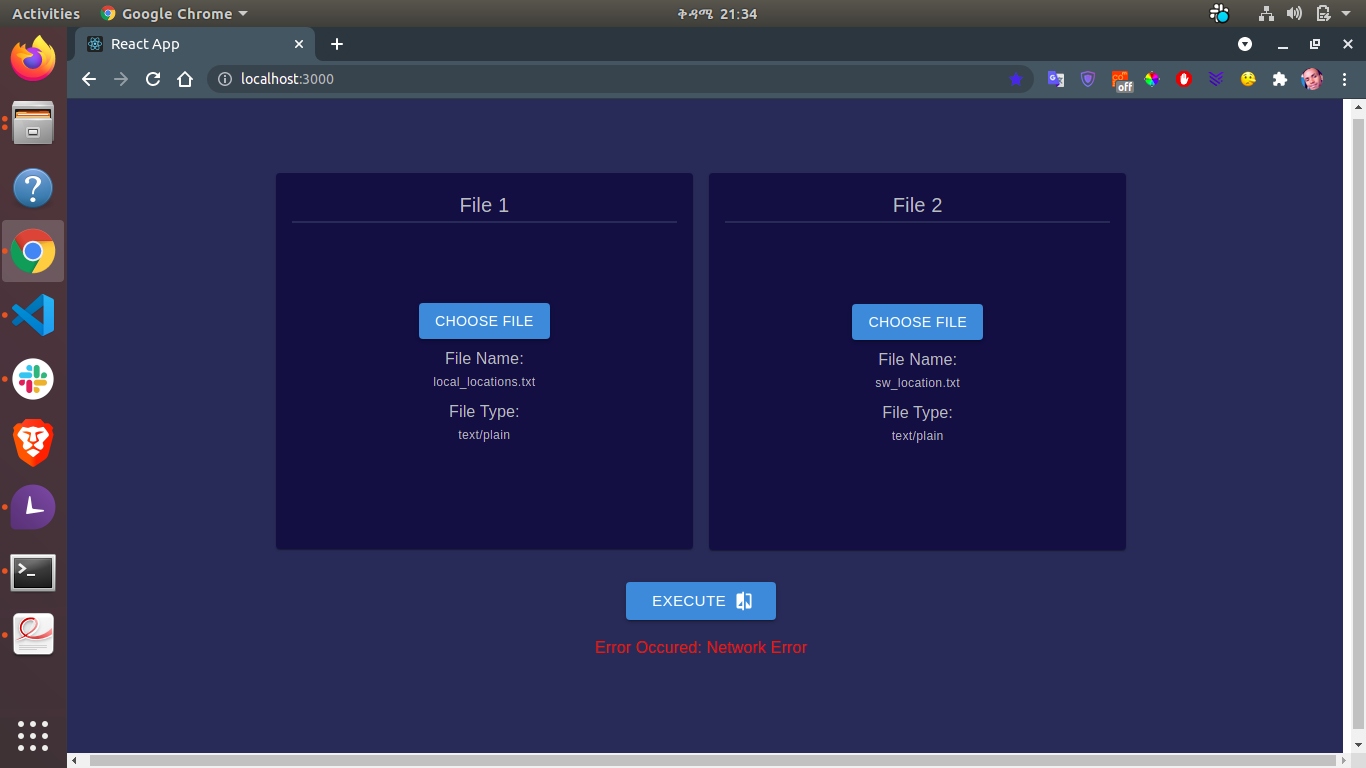 Activities
Google Chrome
ቅዳሜ 21:34
React App
localhost:3000
off
File 1
CHOOSE FILE
File Name:
local_locations.txt
File Type:
text/plain
File 2
CHOOSE FILE
File Name:
sw_location.txt
File Type:
text/plain
EXECUTE
Error Occured: Network Error